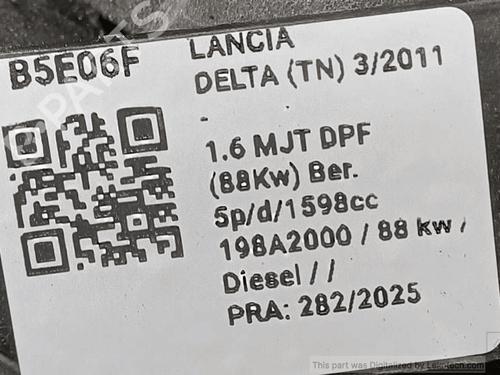 B5E06F
LANCIA
DELTA (TN) 3/2011
-
1.6 MJT DPF
(88Kw) Ber.
5p/d/1598cc
198A2000 / 88 kw /
Diesel / /
PRA: 282/2025
This part was Digitalized by Leilotech.com